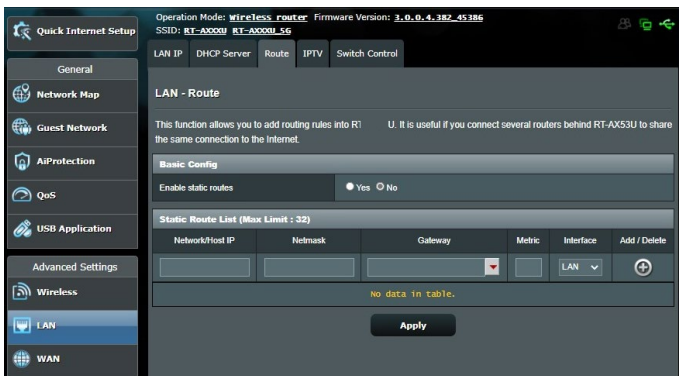 Operation Mode: Wireless router Firmware Version: 3.0.0.4.382_45386
SSID: RT-AXXXU RT-AXXXU_5G
Quick Internet Setup
General
Network Map
Guest Network
AiProtection
QoS
USB Application
Advanced Settings
Wireless
LAN
WAN
LAN IP DHCP Server Route IPTV Switch Control
LAN - Route
This function allows you to add routing rules into R U. It is useful if you connect several routers behind RT-AX53U to share
the same connection to the Internet.
Basic Config
Enable static routes Yes No
Static Route List (Max Limit : 32)
Network/Host IP Netmask Gateway Metric Interface Add / Delete
LAN
No data in table.
Apply